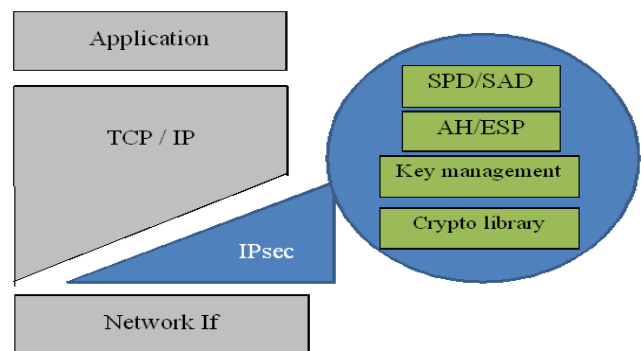 Application
TCP / IP
IPsec
Network If
SPD/SAD
AH/ESP
Key management
Crypto library